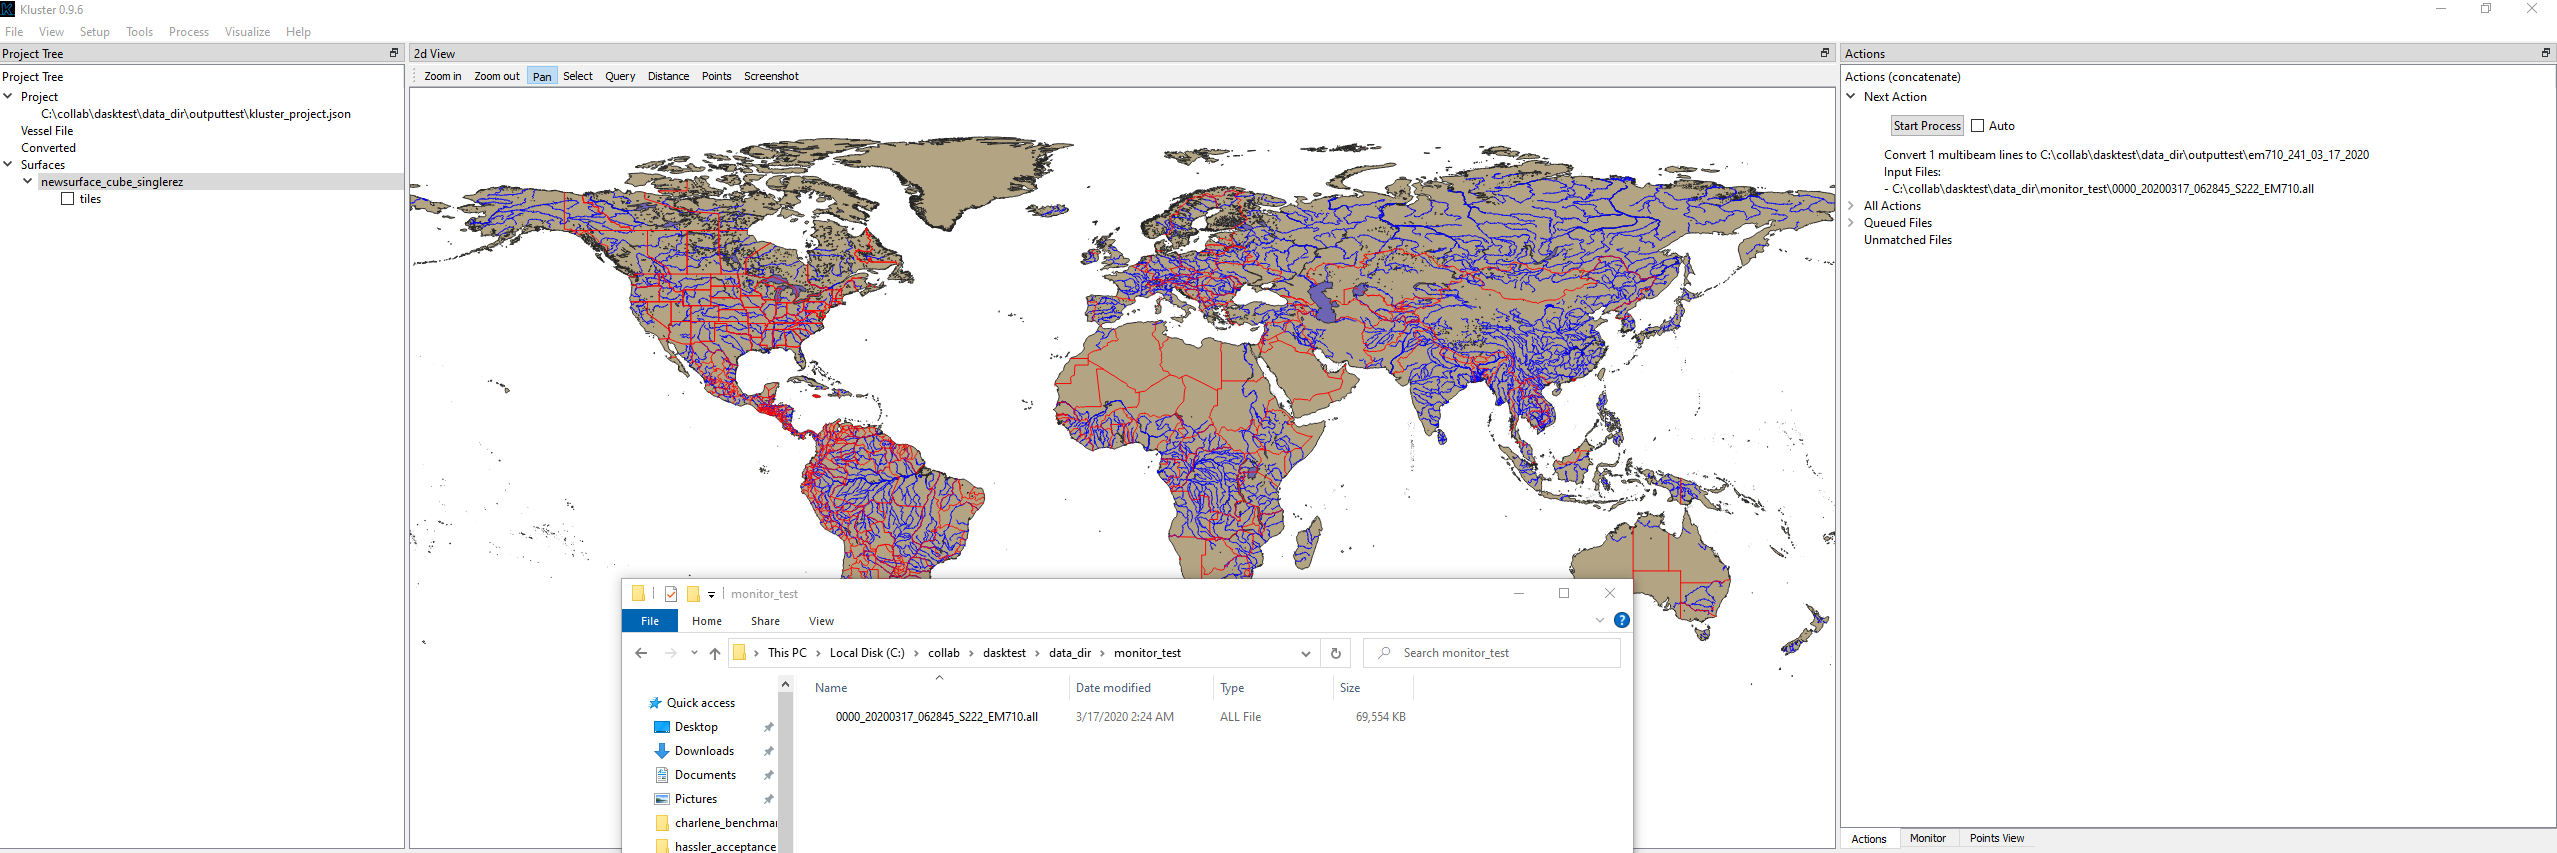 Kluster 0.9.6
File View Setup Tools Process Visualize Help
Project Tree
Project Tree
Project
C:\collab\dasktest\data_dir\outputtest\kluster_project.json
Vessel File
Converted
Surfaces
newsurface_cube_singlerez
tiles
2d View
Zoom in Zoom out Pan Select Query Distance Points Screenshot
Actions
Actions (concatenate)
Next Action
Start Process Auto
Convert 1 multibeam lines to C:\collab\dasktest\data_dir\outputtest\em710_241_03_17_2020
Input Files:
- C:\collab\dasktest\data_dir\monitor_test\0000_20200317_062845_S222_EM710.all
All Actions
Queued Files
Unmatched Files
Actions Monitor Points View
monitor_test
File Home Share View
This PC Local Disk (C:) collab dasktest data_dir monitor_test
Search monitor_test
Name Date modified Type Size
0000_20200317_062845_S222_EM710.all 3/17/2020 2:24 AM ALL File 69,554 KB
Quick access
Desktop
Downloads
Documents
Pictures
charlene_benchmar
hassler_acceptance